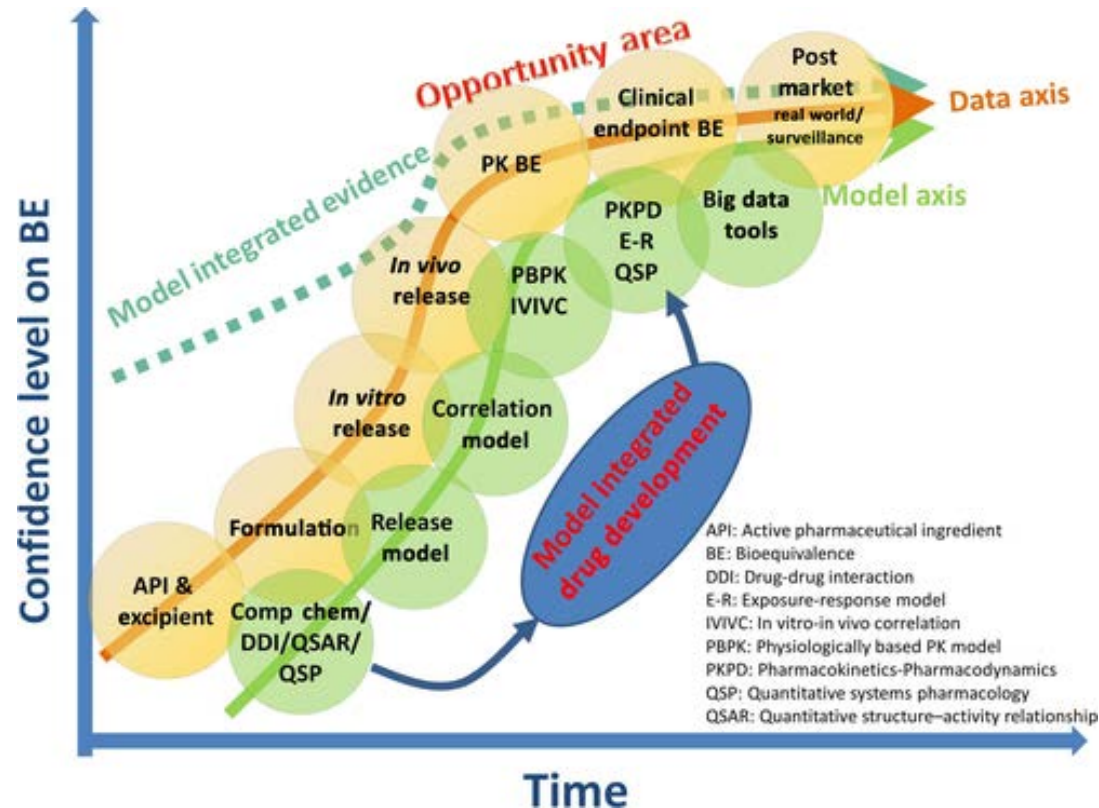 Confidence level on BE
Time
Opportunity area
Model integrated evidence
Data axis
Model axis
Post
market
real world/
surveillance
Clinical
endpoint BE
PK BE
In vivo
release
In vitro
release
Formulation
API &
excipient
Big data
tools
PKPD
E-R
QSP
PBPK
IVIVC
Correlation
model
Release
model
Comp chem/
DDI/QSAR/
QSP
Model integrated
drug development
API: Active pharmaceutical ingredient
BE: Bioequivalence
DDI: Drug-drug interaction
E-R: Exposure-response model
IVIVC: In vitro-in vivo correlation
PBPK: Physiologically based PK model
PKPD: Pharmacokinetics-Pharmacodynamics
QSP: Quantitative systems pharmacology
QSAR: Quantitative structure–activity relationship